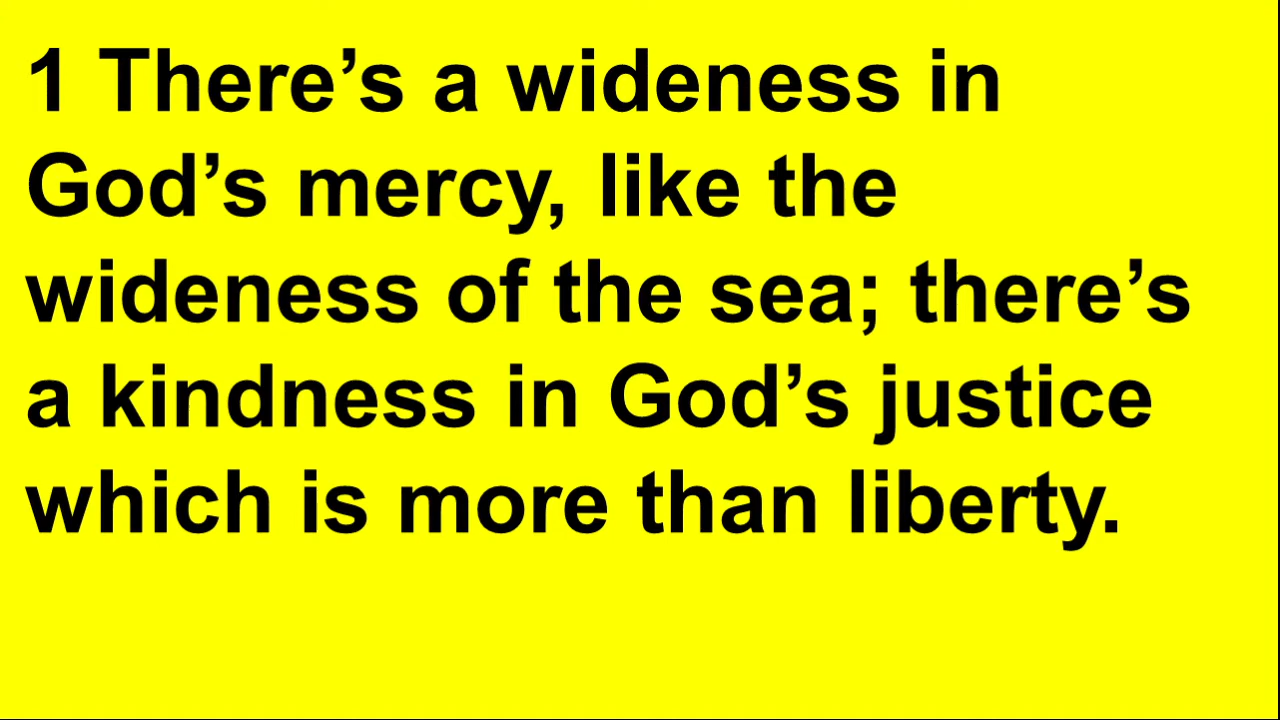 1 There’s a wideness in
God’s mercy, like the
wideness of the sea; there’s
a kindness in God’s justice
which is more than liberty.